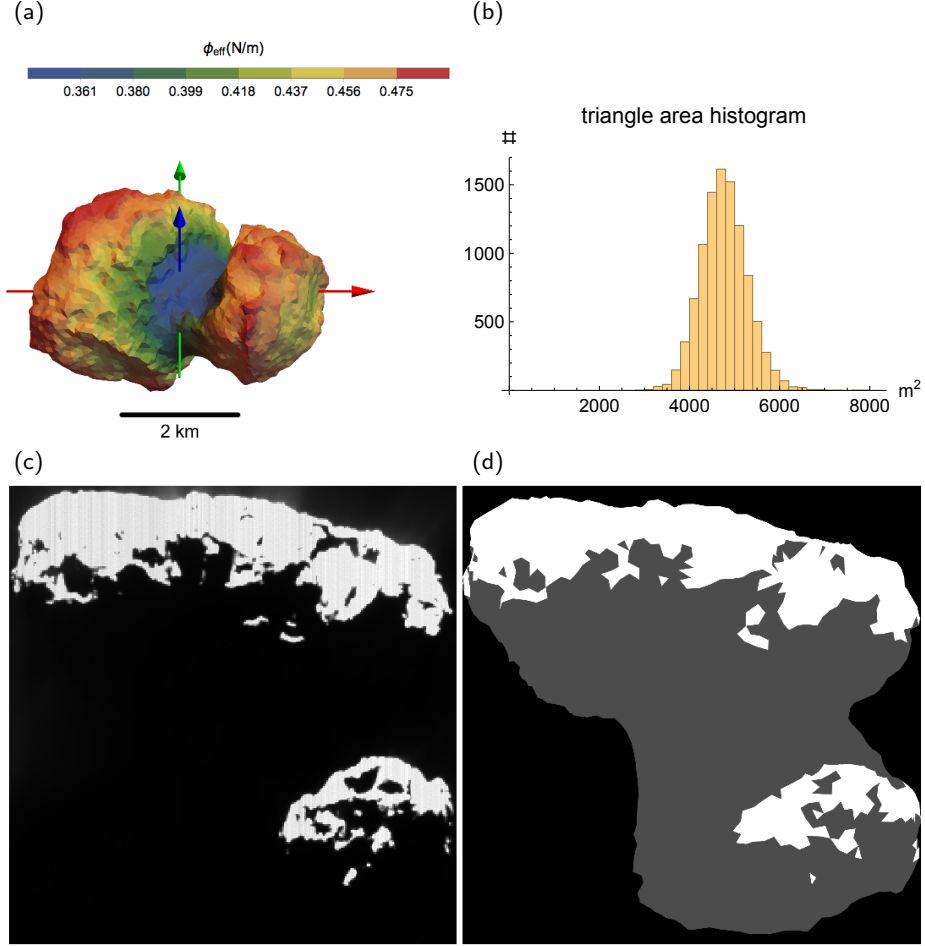 (a)
ϕeff(N/m)
0.361 0.380 0.399 0.418 0.437 0.456 0.475
2 km
(b)
triangle area histogram
#
1500
1000
500
2000 4000 6000 8000 m²
(c)
(d)